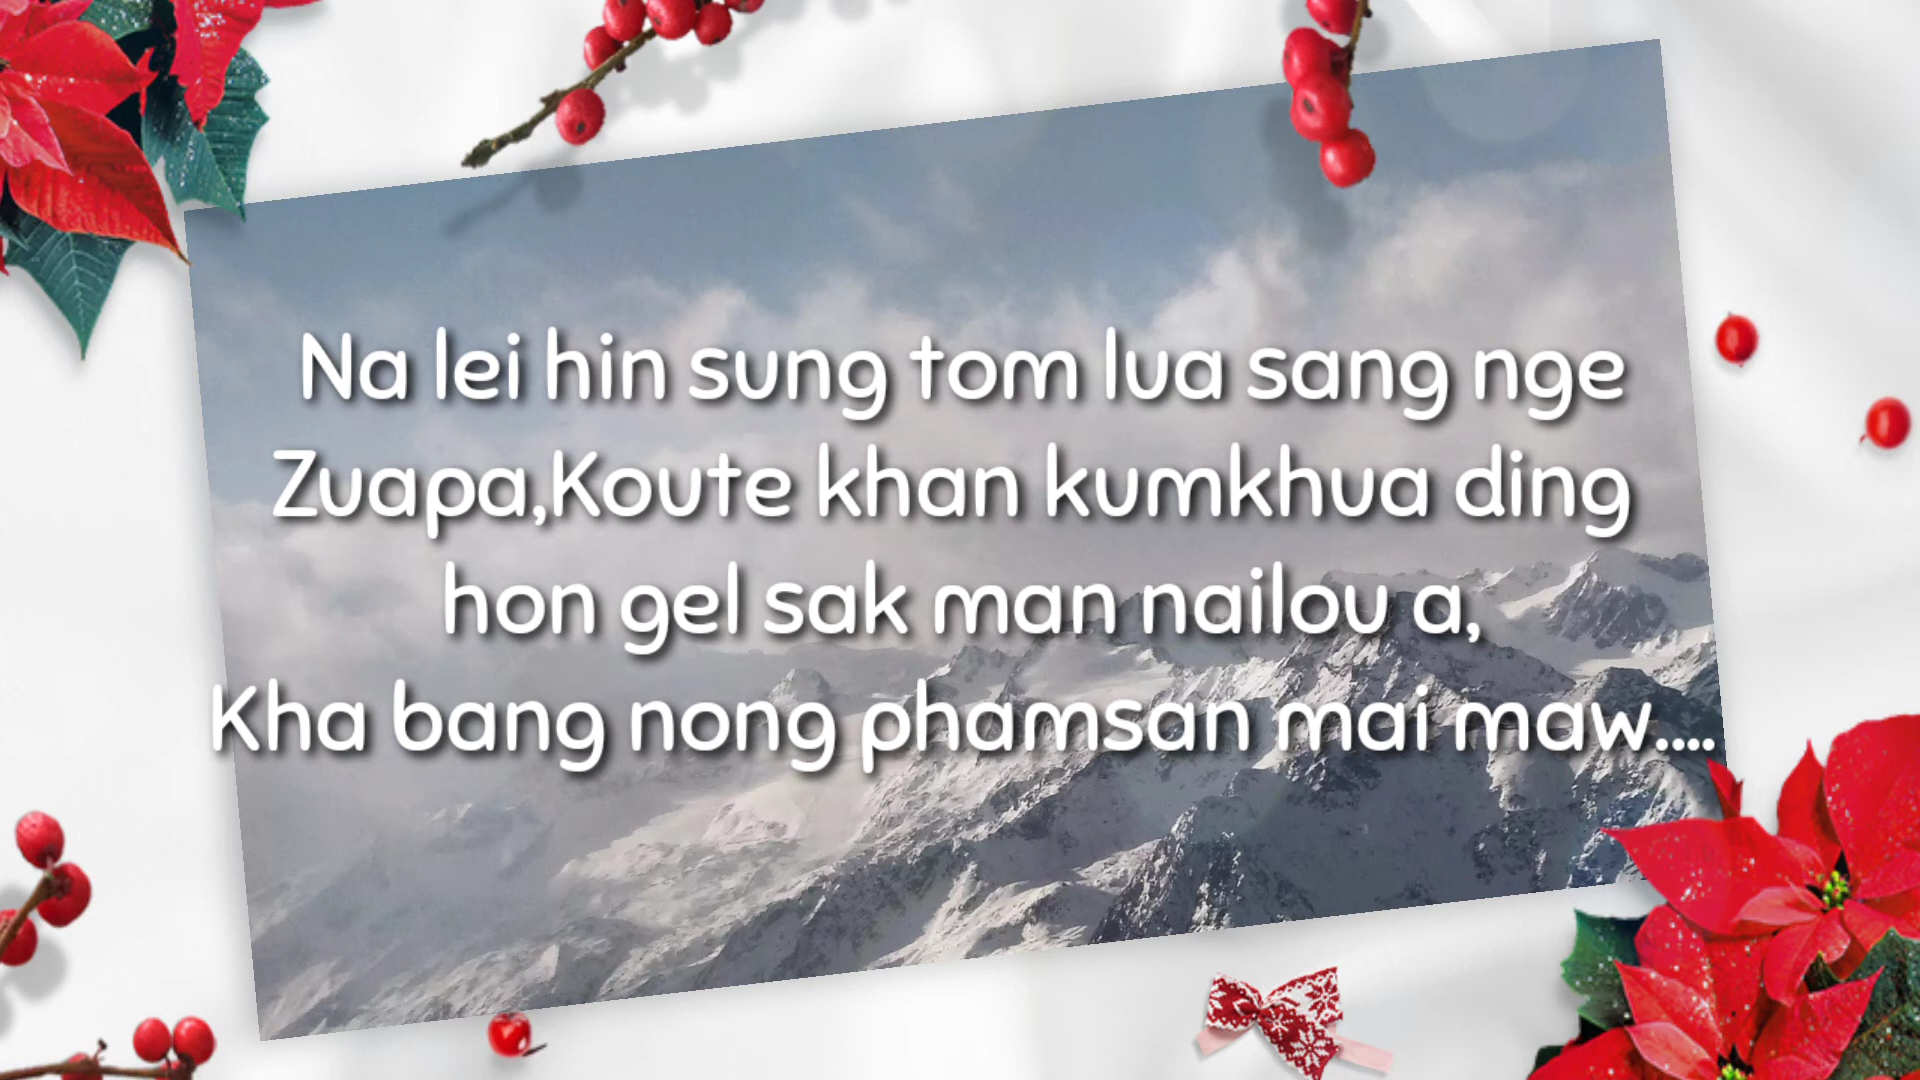 Na lei hin sung tom lua sang nge
Zuapa,Koute khan kumkhua ding
hon gel sak man nailou a,
Kha bang nong phamsan mai maw....